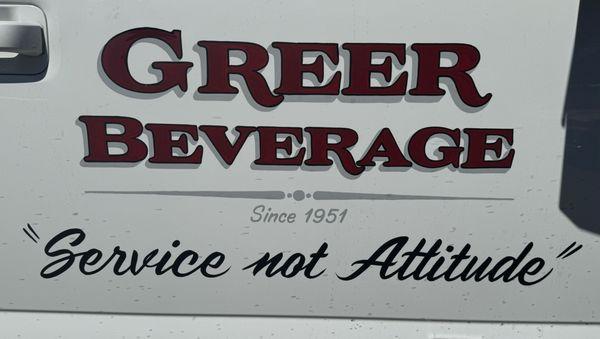 GREER
BEVERAGE
Since 1951
"Service not Attitude"